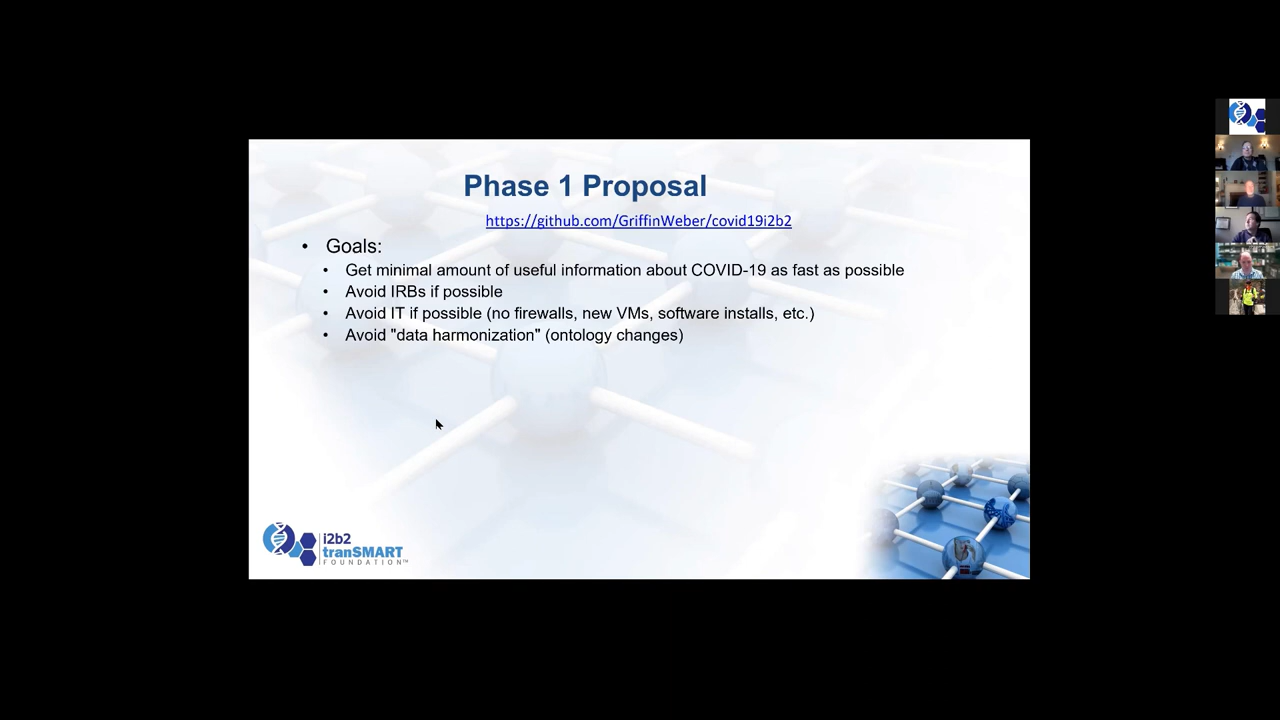 Phase 1 Proposal
https://github.com/GriffinWeber/covid19i2b2
• Goals:
• Get minimal amount of useful information about COVID-19 as fast as possible
• Avoid IRBs if possible
• Avoid IT if possible (no firewalls, new VMs, software installs, etc.)
• Avoid "data harmonization" (ontology changes)
i2b2
tranSMART
FOUNDATION™